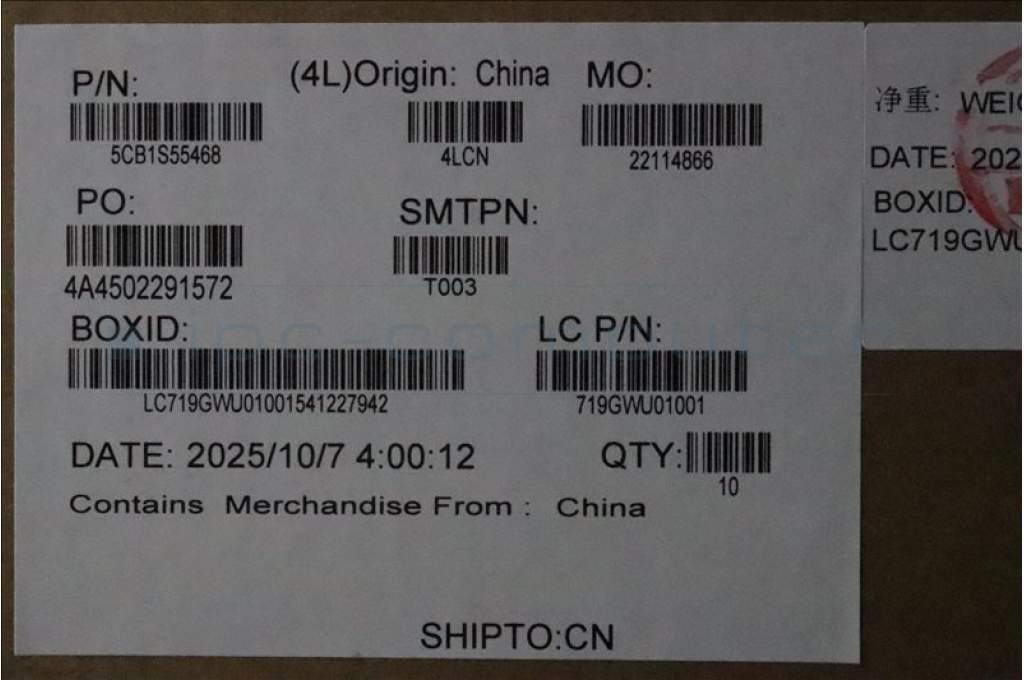 P/N:
5CB1S55468
(4L)Origin: China
4LCN
MO:
22114866
PO:
4A4502291572
SMTPN:
T003
BOXID:
LC719GWU01001541227942
LC P/N:
719GWU01001
DATE: 2025/10/7 4:00:12
QTY:
10
Contains Merchandise From : China
SHIPTO:CN
净重:
DATE:
BOXID: